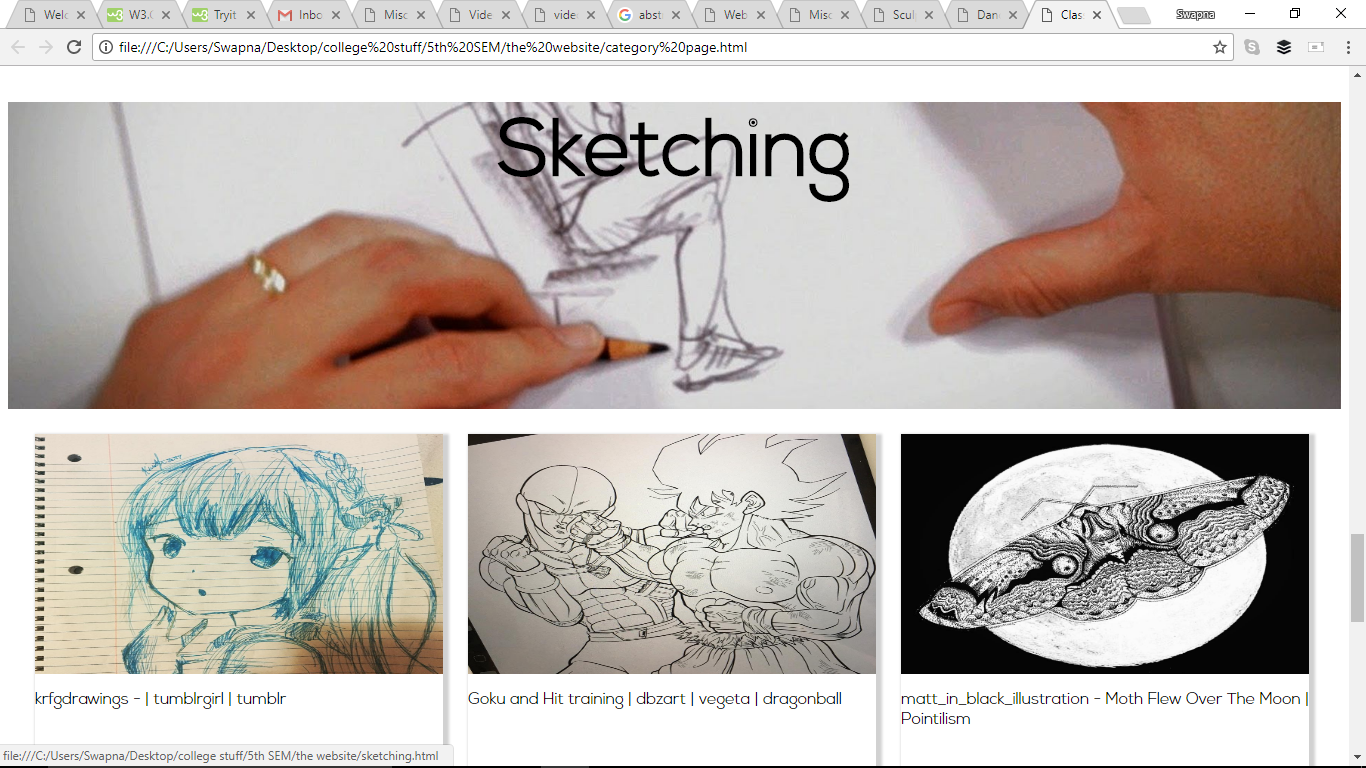 Welc
W3.C
Tryit
Inbo
Misc
Vide
video
abst
Web
Misc
Scul
Dan
Clas
Swapna
file:///C:/Users/Swapna/Desktop/college%20stuff/5th%20SEM/the%20website/category%20page.html
Sketching
krfgdrawings - | tumblrgirl | tumblr
Goku and Hit training | dbzart | vegeta | dragonball
matt_in_black_illustration - Moth Flew Over The Moon |
Pointilism
file:///C:/Users/Swapna/Desktop/college stuff/5th SEM/the website/sketching.html